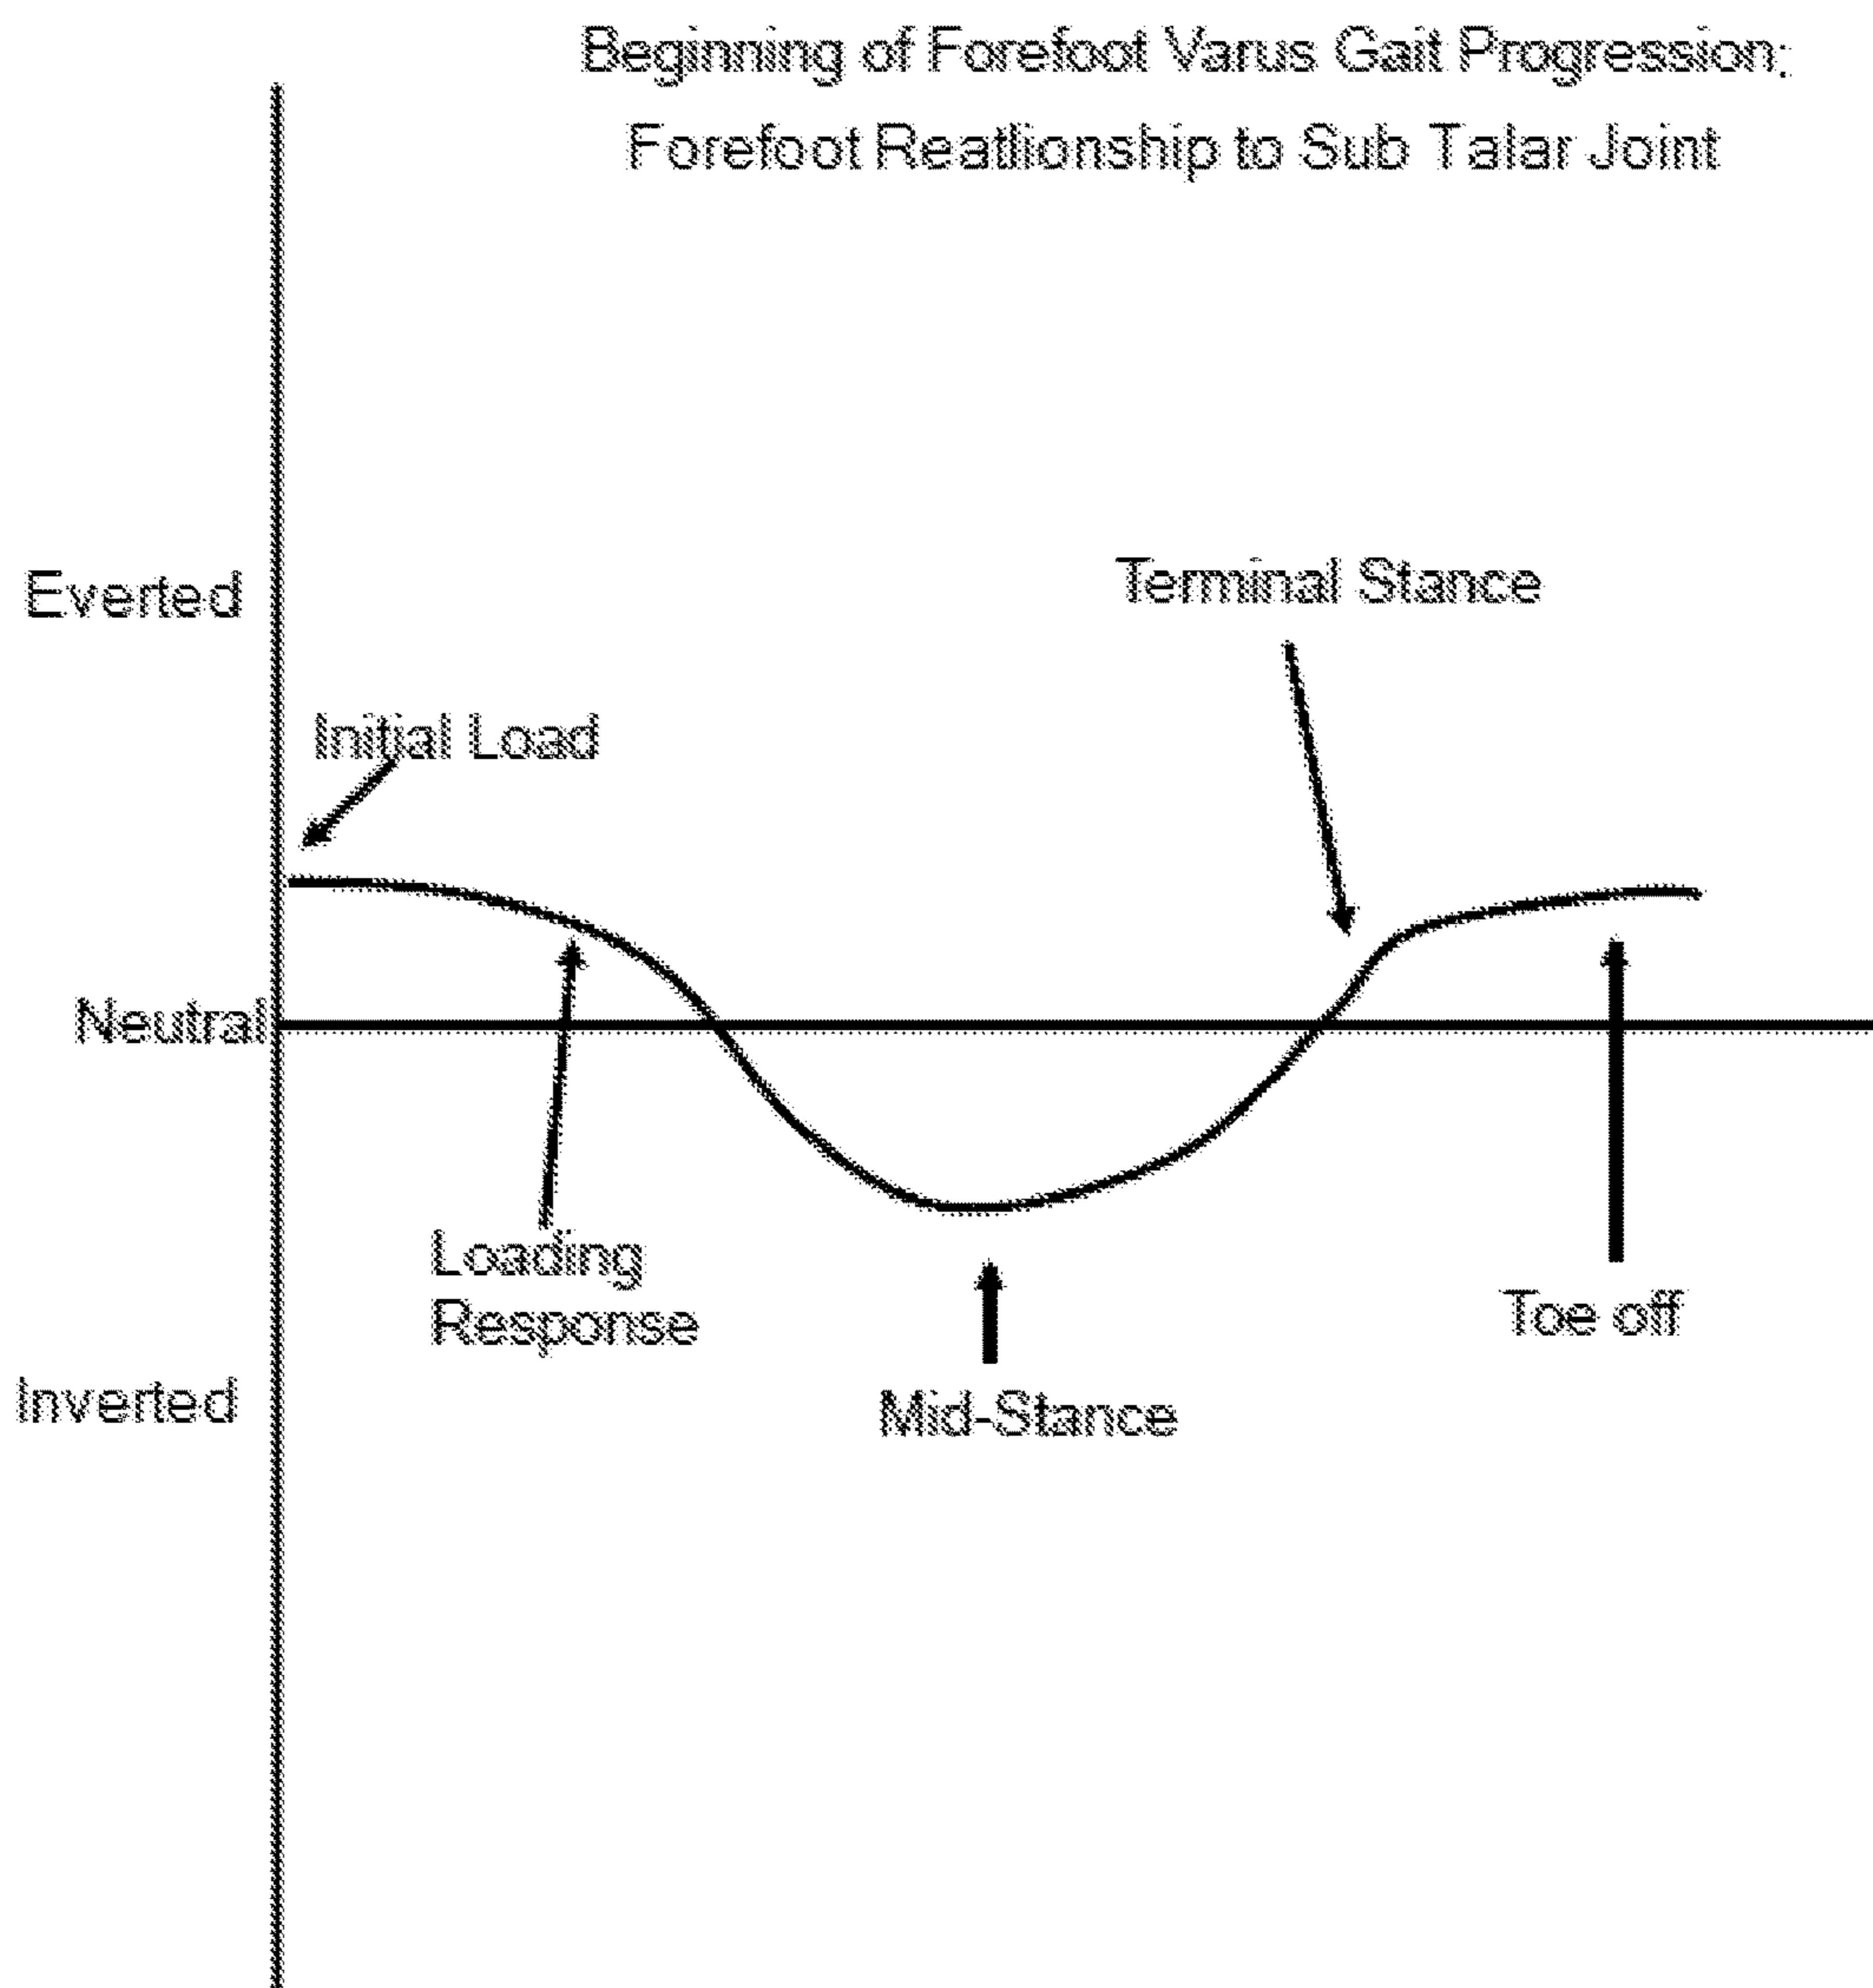 Beginning of Forefoot Varus Gait Progression;
Forefoot Reatlionship to Sub Talar Joint
Everted
Terminal Stance
Initial Load
Neutral
Loading
Response
Toe off
Inverted
Mid-Stance